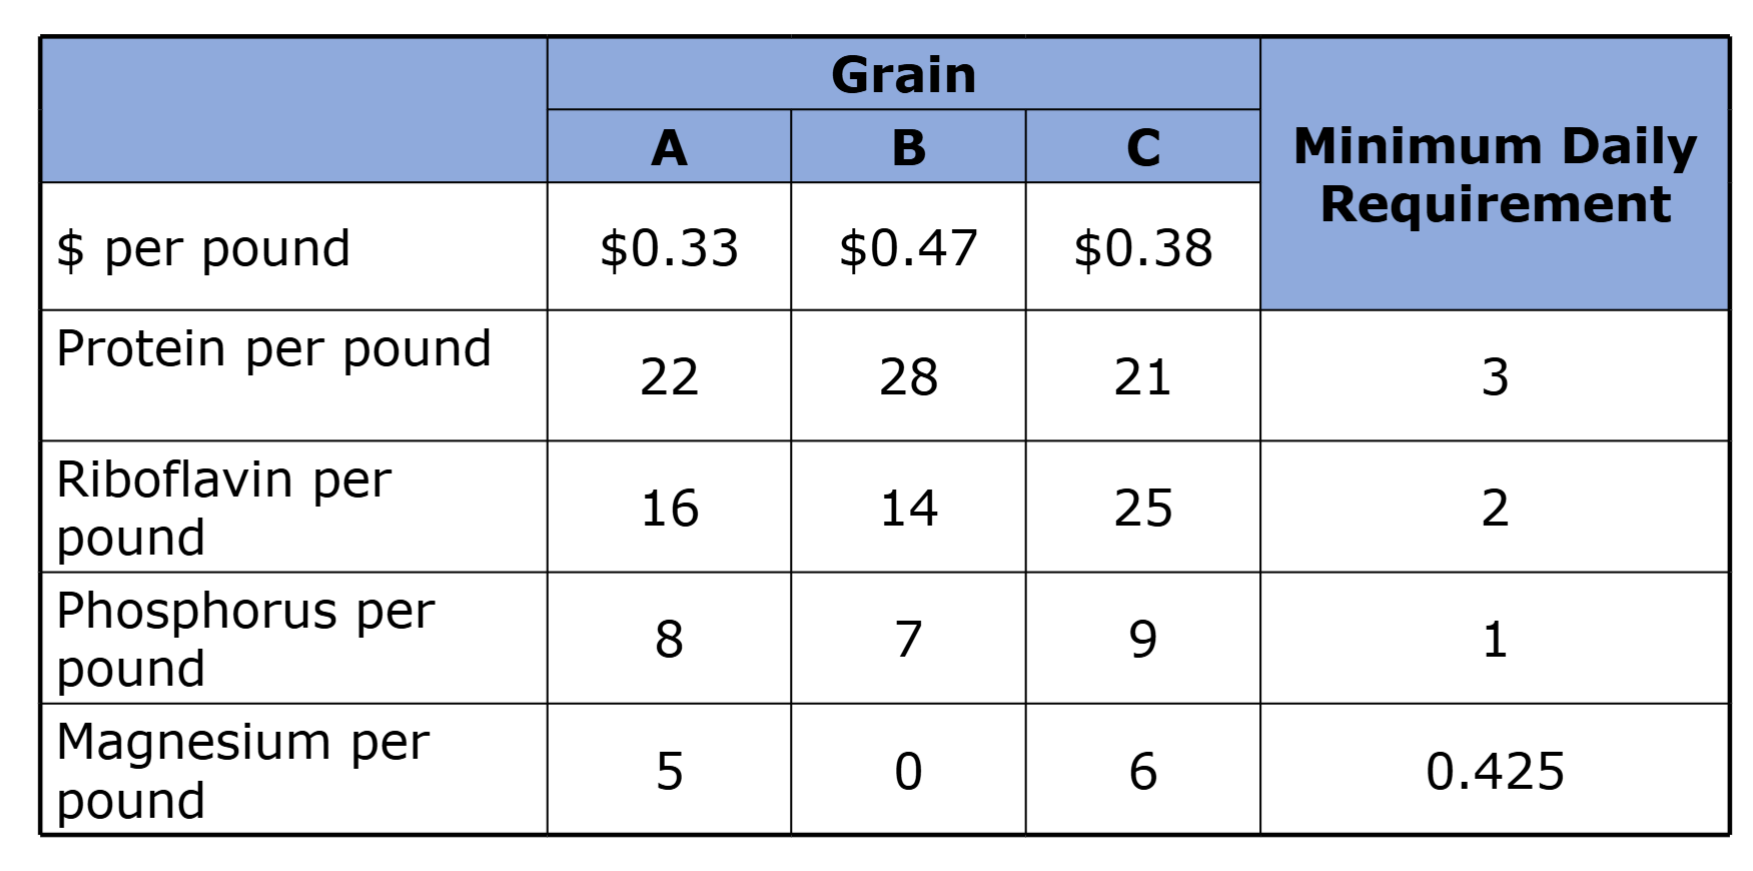 Grain
A B C
Minimum Daily
Requirement
$ per pound $0.33 $0.47 $0.38
Protein per pound 22 28 21 3
Riboflavin per
pound 16 14 25 2
Phosphorus per
pound 8 7 9 1
Magnesium per
pound 5 0 6 0.425